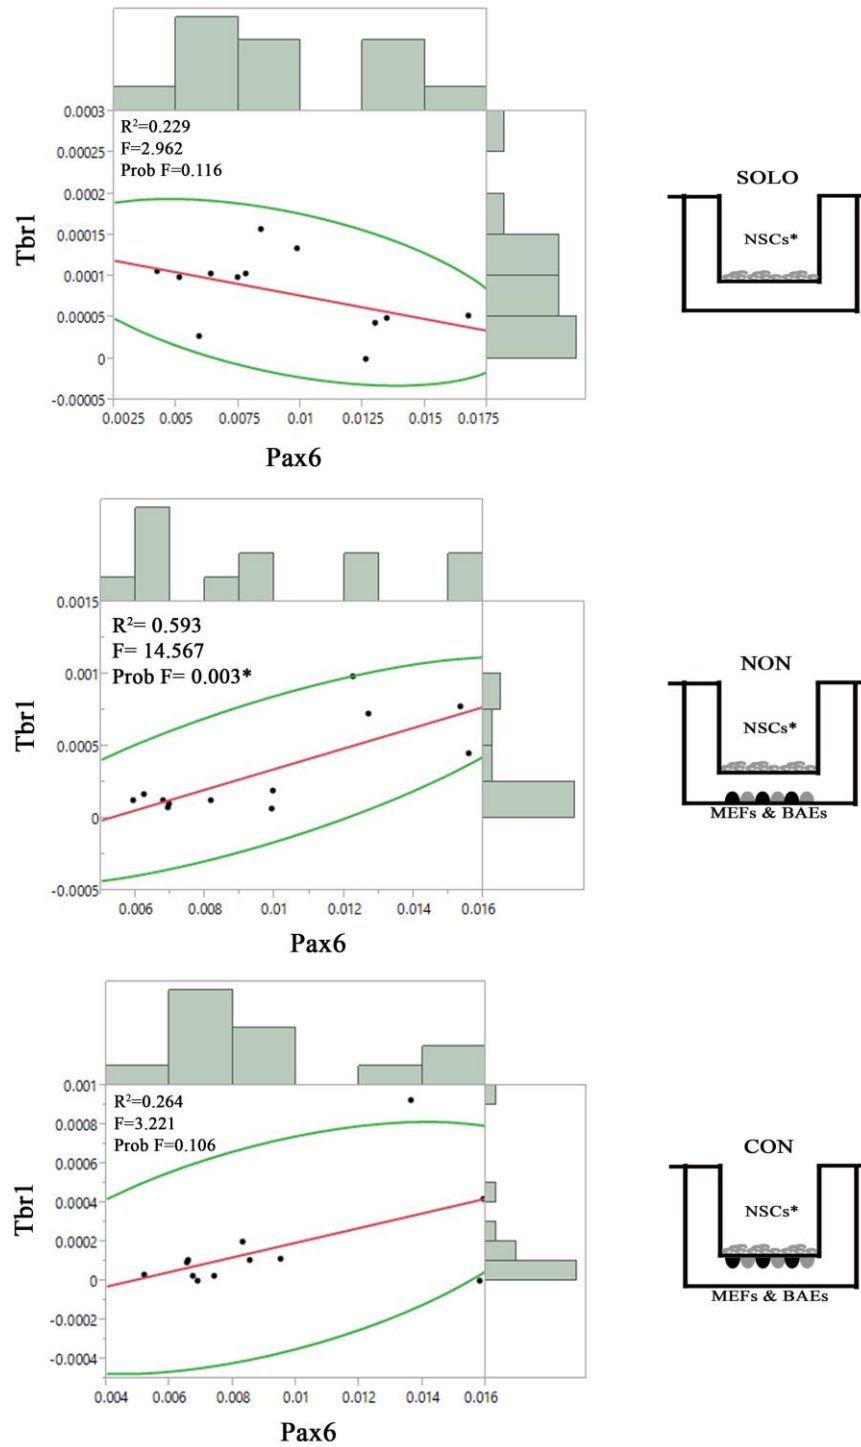 0.0003
R²=0.229
F=2.962
Prob F=0.116
0.00025
0.0002
0.00015
0.0001
0.00005
0
-0.00005
Tbr1
0.0025 0.005 0.0075 0.01 0.0125 0.015 0.0175
Pax6
SOLO
NSCs*
0.0015
R²= 0.593
F= 14.567
Prob F= 0.003*
0.001
0.0005
0
-0.0005
Tbr1
0.006 0.008 0.01 0.012 0.014 0.016
Pax6
NON
NSCs*
MEFs & BAEs
0.001
R²=0.264
F=3.221
Prob F=0.106
0.0008
0.0006
0.0004
0.0002
0
-0.0002
-0.0004
Tbr1
0.004 0.006 0.008 0.01 0.012 0.014 0.016
Pax6
CON
NSCs*
MEFs & BAEs